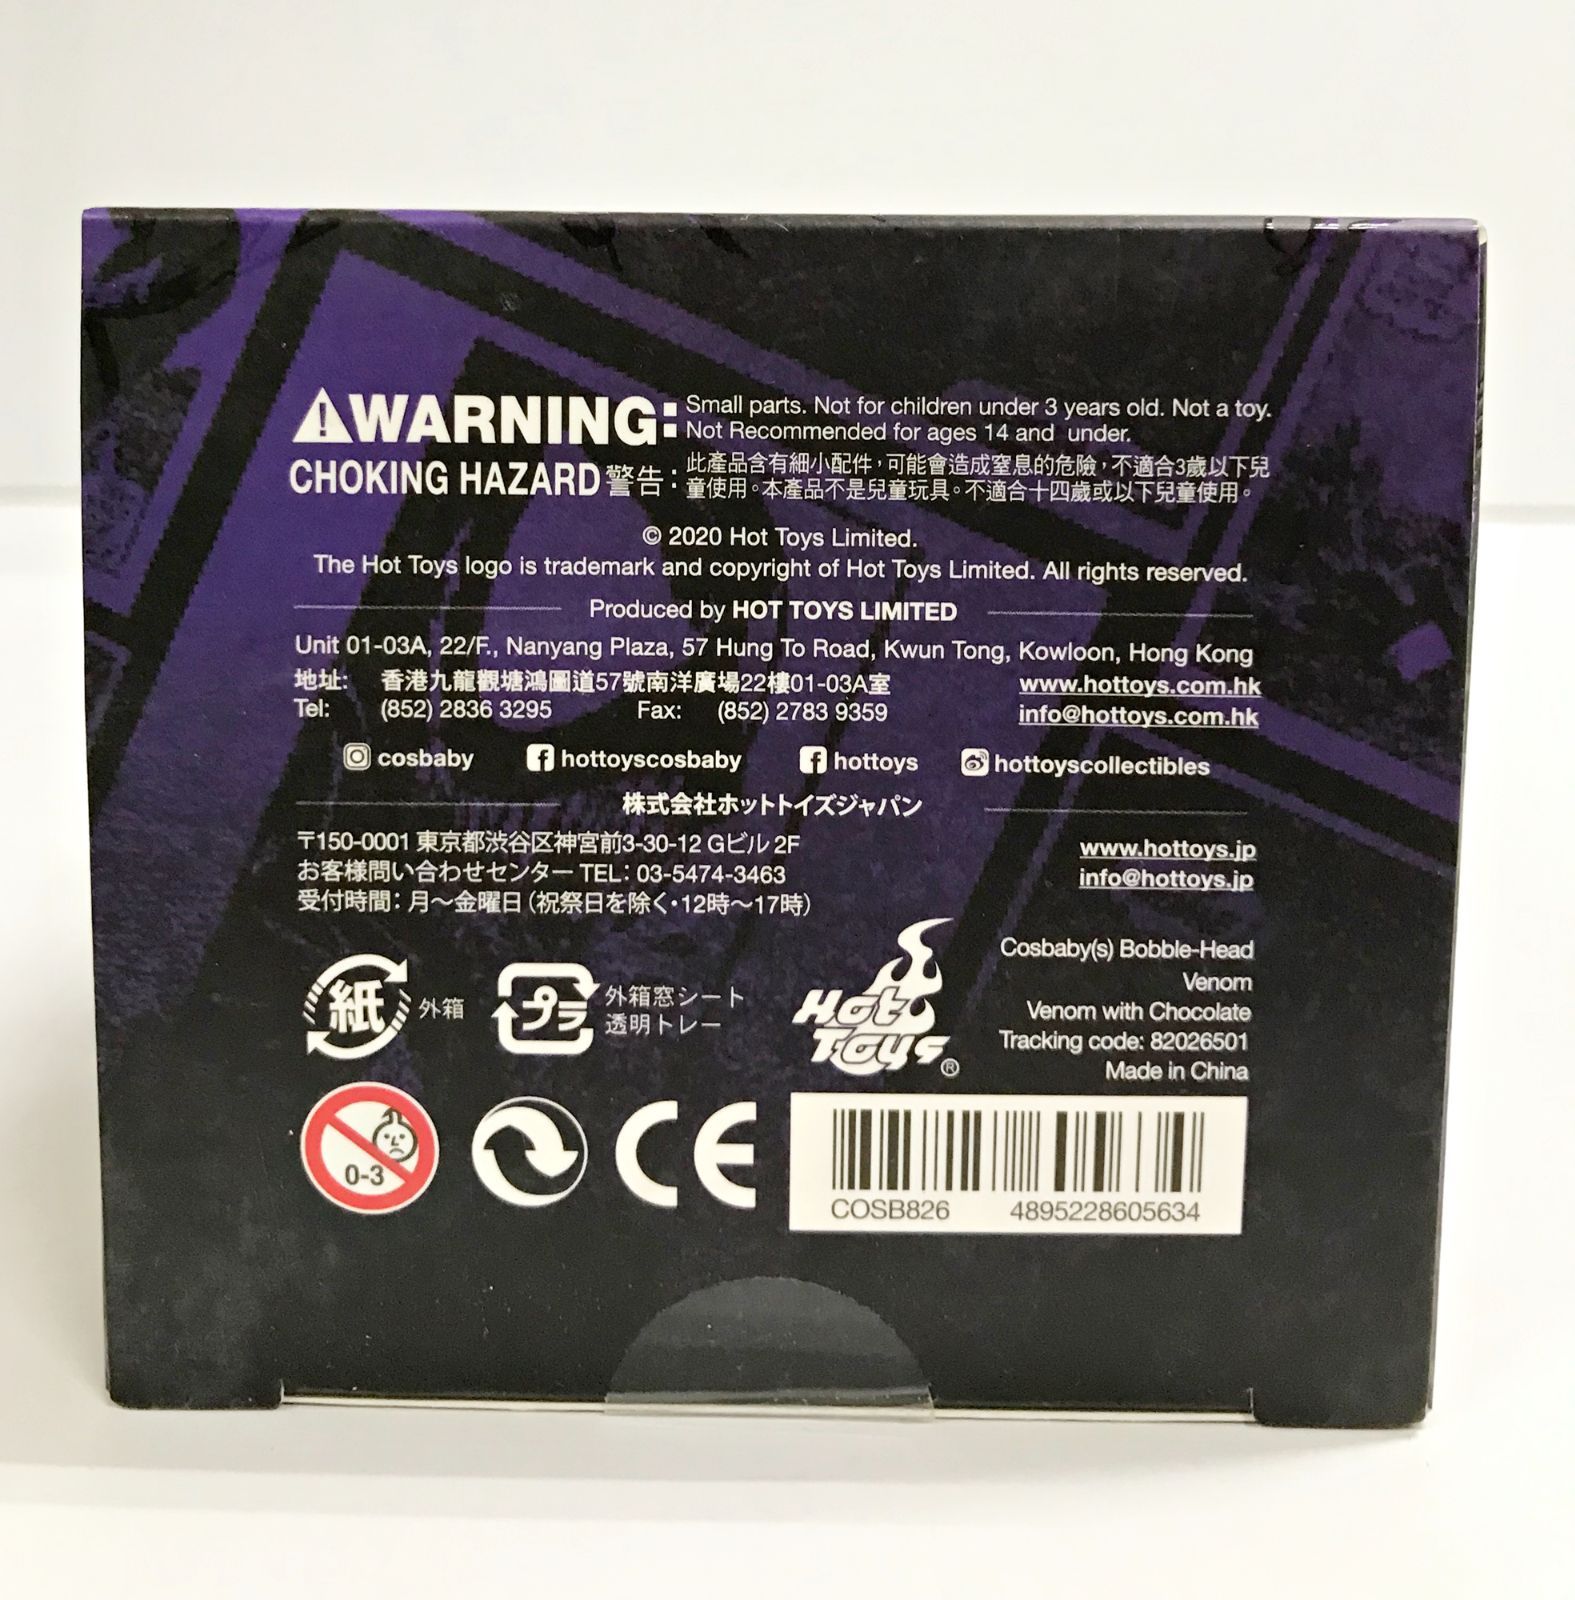 WARNING: Small parts. Not for children under 3 years old. Not a toy.
Not Recommended for ages 14 and under.
CHOKING HAZARD 警告：此產品含有細小配件，可能會造成窒息的危險，不適合3歲以下兒
童使用。本產品不是兒童玩具。不適合十四歲或以下兒童使用。
© 2020 Hot Toys Limited.
The Hot Toys logo is trademark and copyright of Hot Toys Limited. All rights reserved.
Produced by HOT TOYS LIMITED
Unit 01-03A, 22/F., Nanyang Plaza, 57 Hung To Road, Kwun Tong, Kowloon, Hong Kong
地址: 香港九龍觀塘鴻圖道57號南洋廣場22樓01-03A室 www.hottoys.com.hk
Tel: (852) 2836 3295 Fax: (852) 2783 9359 info@hottoys.com.hk
cosbaby hottoyscosbaby hottoys hottoyscollectibles
株式会社ホットトイズジャパン
〒150-0001 東京都渋谷区神宮前3-30-12 Gビル 2F www.hottoys.jp
お客様問い合わせセンター TEL: 03-5474-3463 info@hottoys.jp
受付時間: 月〜金曜日（祝祭日を除く・12時〜17時）
紙 外箱
プラ 外箱窓シート
透明トレー
Hot
Toys ®
Cosbaby(s) Bobble-Head
Venom
Venom with Chocolate
Tracking code: 82026501
Made in China
0-3
CE
COSB826 4895228605634